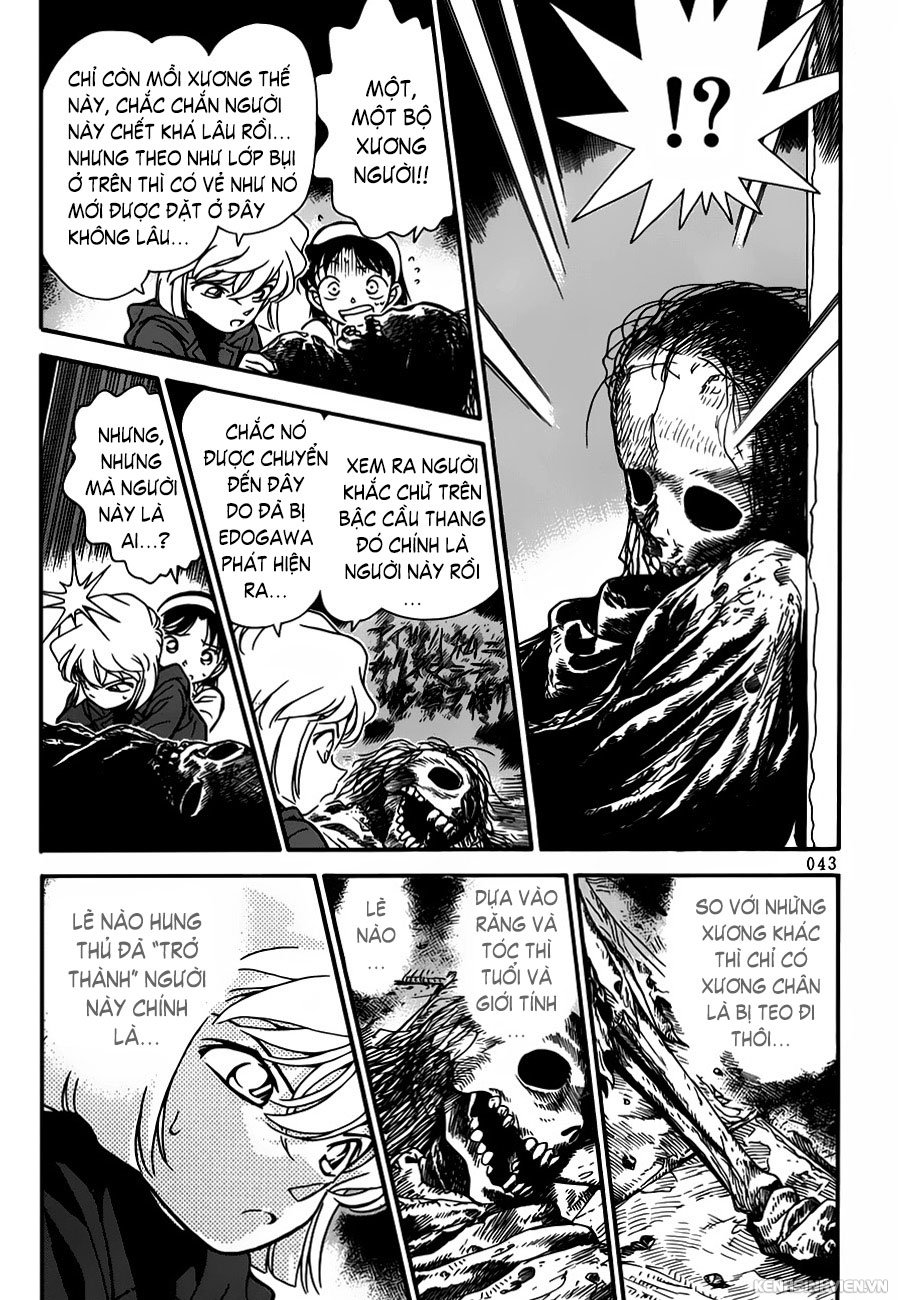 !?
MỘT,
MỘT BỘ
XƯƠNG
NGƯỜI!!
CHỈ CÒN MỖI XƯƠNG THẾ
NÀY, CHẮC CHẮN NGƯỜI
NÀY CHẾT KHÁ LÂU RỒI...
NHƯNG THEO NHƯ LỚP BỤI
Ở TRÊN THÌ CÓ VẺ NHƯ NÓ
MỚI ĐƯỢC ĐẶT Ở ĐÂY
KHÔNG LÂU...
XEM RA NGƯỜI
KHẮC CHỮ TRÊN
BẬC CẦU THANG
ĐÓ CHÍNH LÀ
NGƯỜI NÀY RỒI
...
CHẮC NÓ
ĐƯỢC CHUYỂN
ĐẾN ĐÂY
DO ĐÃ BỊ
EDOGAWA
PHÁT HIỆN
RA...
NHƯNG,
NHƯNG
MÀ NGƯỜI
NÀY LÀ
AI...?
043
SO VỚI NHỮNG
XƯƠNG KHÁC
THÌ CHỈ CÓ
XƯƠNG CHÂN
LÀ BỊ TEO ĐI
THÔI...
DỰA VÀO
RĂNG VÀ
TÓC THÌ
TUỔI VÀ
GIỚI TÍNH
...
LẼ
NÀO
...
LẼ NÀO HUNG
THỦ ĐÃ “TRỞ
THÀNH” NGƯỜI
NÀY CHÍNH
LÀ...